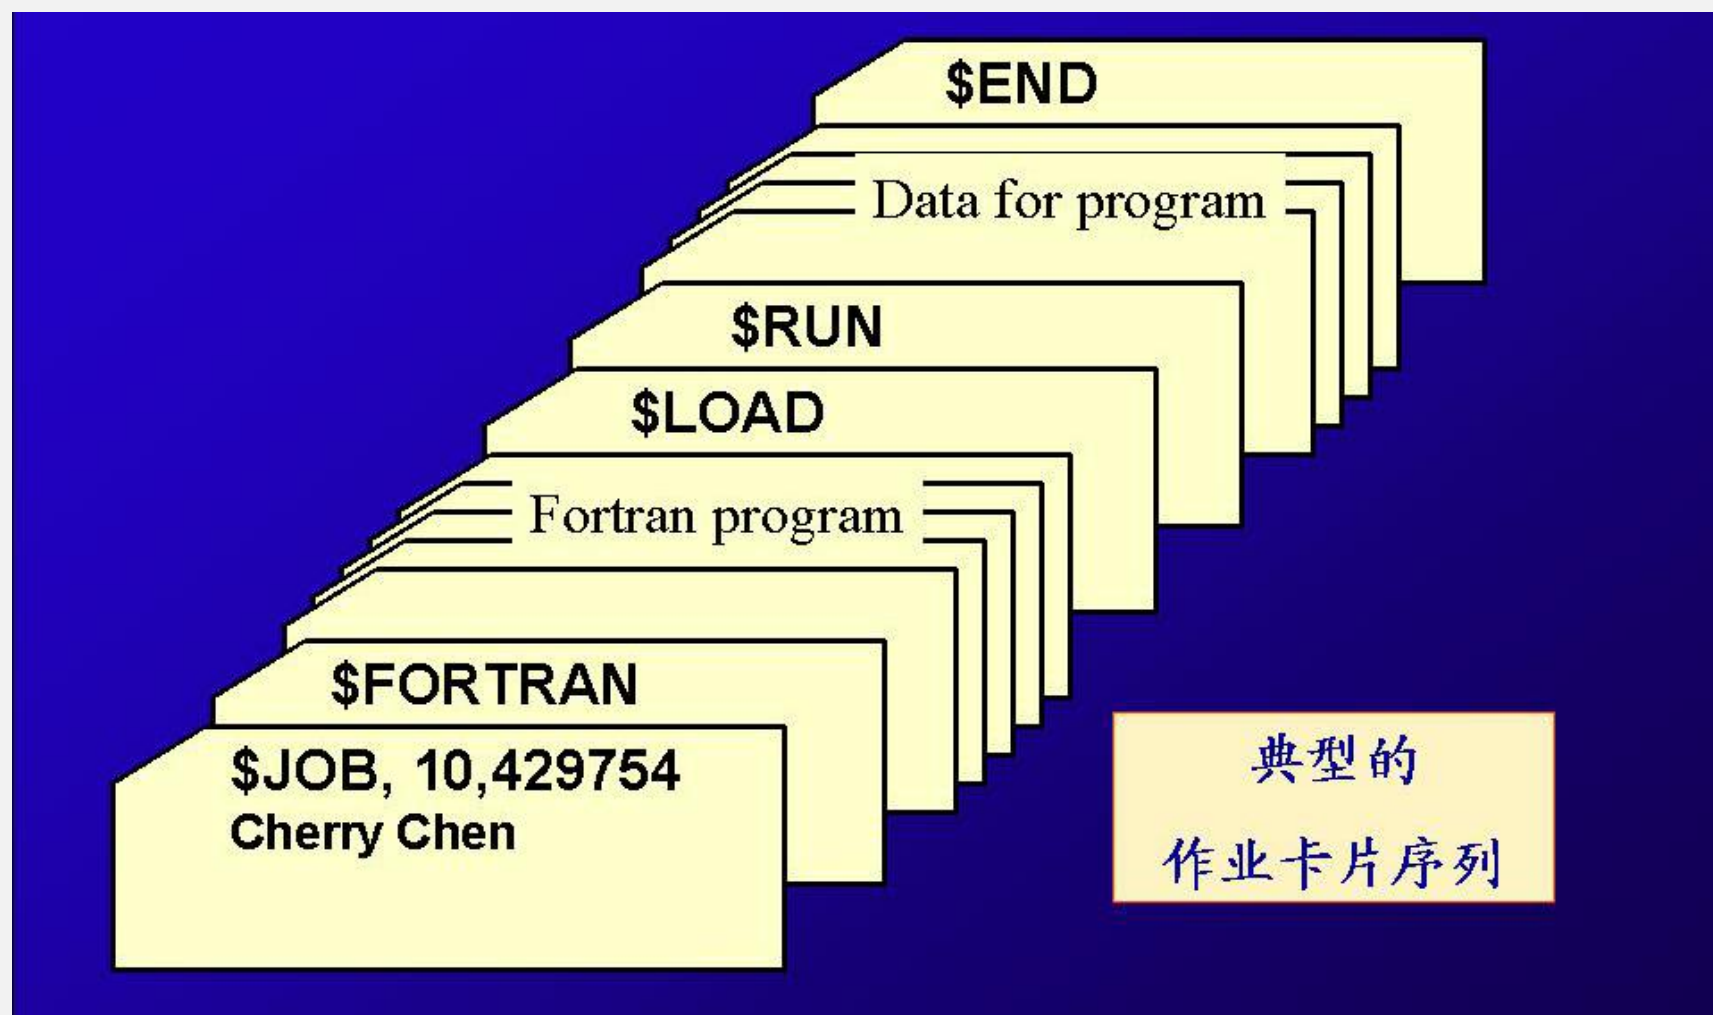 $END
Data for program
$RUN
$LOAD
Fortran program
$FORTRAN
$JOB, 10,429754
Cherry Chen
典型的
作业卡片序列